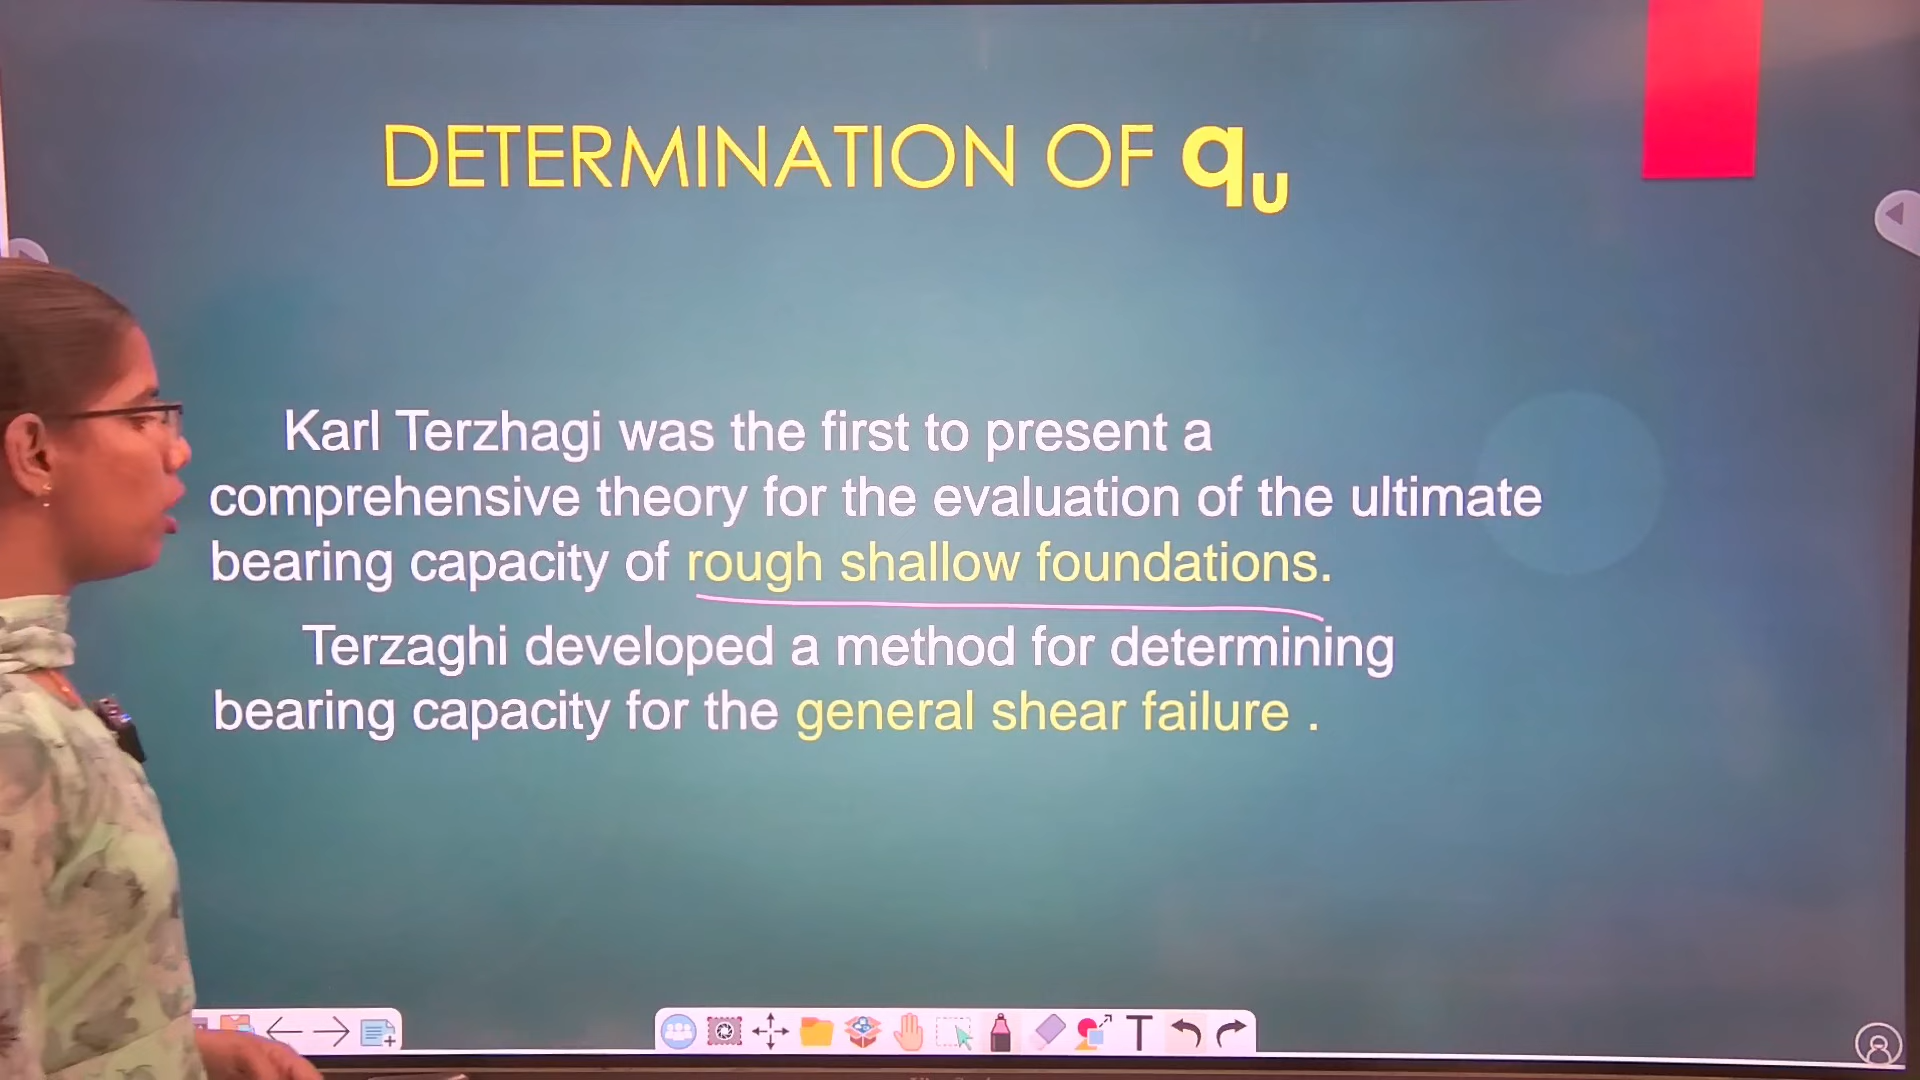 DETERMINATION OF qu
Karl Terzhagi was the first to present a
comprehensive theory for the evaluation of the ultimate
bearing capacity of rough shallow foundations.
Terzaghi developed a method for determining
bearing capacity for the general shear failure .
T